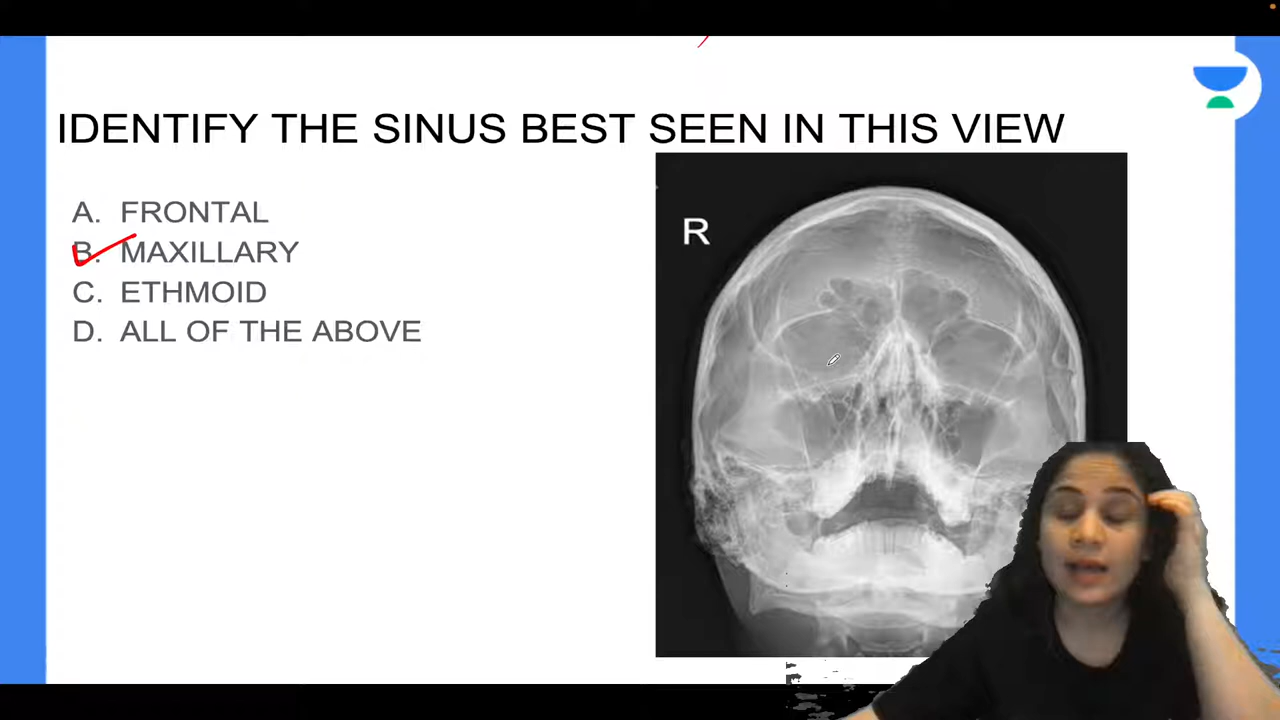 IDENTIFY THE SINUS BEST SEEN IN THIS VIEW
A. FRONTAL
B. MAXILLARY
C. ETHMOID
D. ALL OF THE ABOVE
R